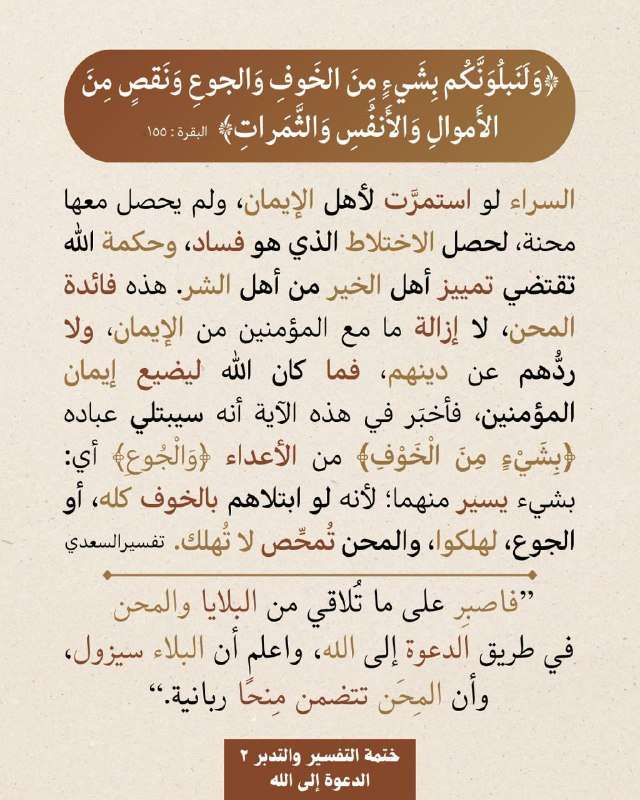 ﴿وَلَنَبلُوَنَّكُم بِشَيءٍ مِنَ الخَوفِ وَالجوعِ وَنَقصٍ مِنَ
الأَموالِ وَالأَنفُسِ وَالثَّمَراتِ﴾ البقرة : ١٥٥
السراء لو استمرَّت لأهل الإيمان، ولم يحصل معها
محنة، لحصل الاختلاط الذي هو فساد، وحكمة الله
تقتضي تمييز أهل الخير من أهل الشر. هذه فائدة
المحن، لا إزالة ما مع المؤمنين من الإيمان، ولا
ردُّهم عن دينهم، فما كان الله ليضيع إيمان
المؤمنين، فأخبَر في هذه الآية أنه سيبتلي عباده
﴿بِشَيْءٍ مِنَ الْخَوْفِ﴾ من الأعداء ﴿وَالْجُوعِ﴾ أي:
بشيء يسير منهما؛ لأنه لو ابتلاهم بالخوف كله، أو
الجوع، لهلكوا، والمحن تُمحِّص لا تُهلك. تفسيرالسعدي
”فاصبِر على ما تُلاقي من البلايا والمحن
في طريق الدعوة إلى الله، واعلم أن البلاء سيزول،
وأن المِحَن تتضمن مِنحًا ربانية.“
ختمة التفسير والتدبر ٢
الدعوة إلى الله